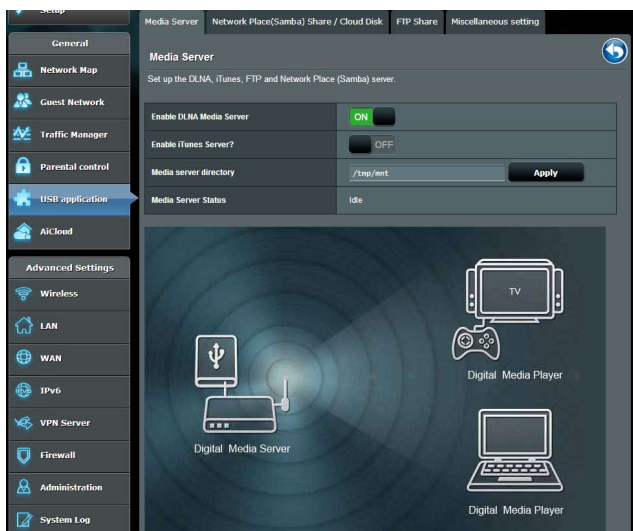 Setup
General
Network Map
Guest Network
Traffic Manager
Parental control
USB application
AiCloud
Advanced Settings
Wireless
LAN
WAN
IPv6
VPN Server
Firewall
Administration
System Log
Media Server
Network Place(Samba) Share / Cloud Disk
FTP Share
Miscellaneous setting
Media Server
Set up the DLNA, iTunes, FTP and Network Place (Samba) server.
Enable DLNA Media Server
ON
Enable iTunes Server?
OFF
Media server directory
/tmp/mnt
Apply
Media Server Status
Idle
TV
Digital Media Player
Digital Media Server
Digital Media Player